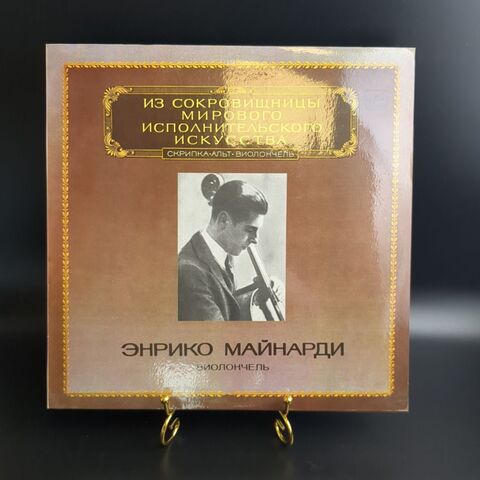 ИЗ СОКРОВИЩНИЦЫ
МИРОВОГО
ИСПОЛНИТЕЛЬСКОГО
ИСКУССТВА
СКРИПКА•АЛЬТ•ВИОЛОНЧЕЛЬ
ЭНРИКО МАЙНАРДИ
ВИОЛОНЧЕЛЬ